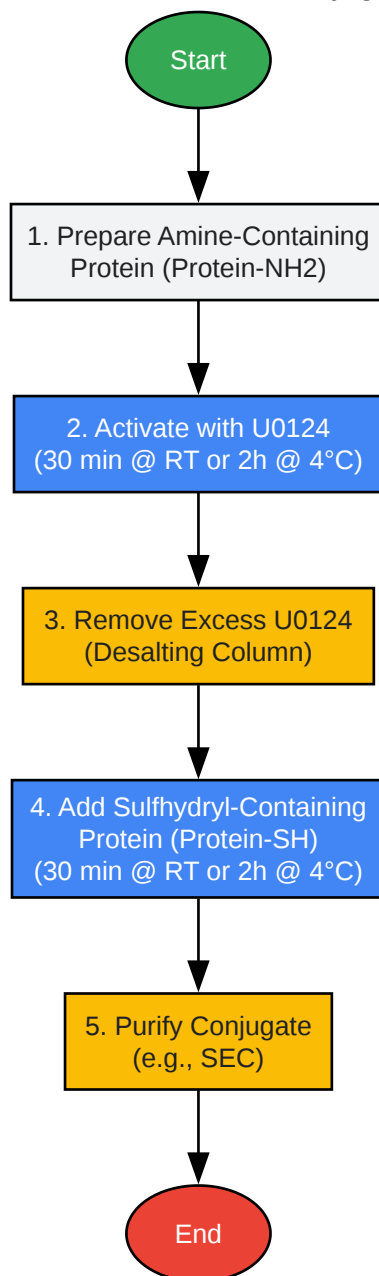 Start
1. Prepare Amine-Containing
Protein (Protein-NH2)
2. Activate with U0124
(30 min @ RT or 2h @ 4°C)
3. Remove Excess U0124
(Desalting Column)
4. Add Sulfhydryl-Containing
Protein (Protein-SH)
(30 min @ RT or 2h @ 4°C)
5. Purify Conjugate
(e.g., SEC)
End